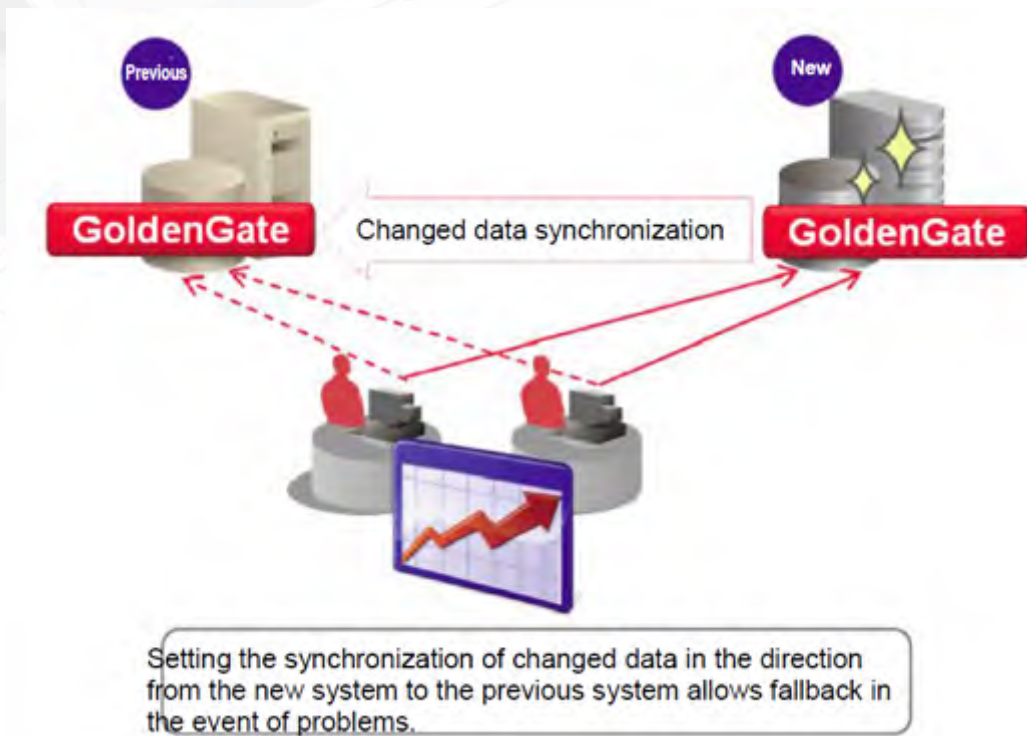 Previous
New
GoldenGate
Changed data synchronization
GoldenGate
Setting the synchronization of changed data in the direction
from the new system to the previous system allows fallback in
the event of problems.